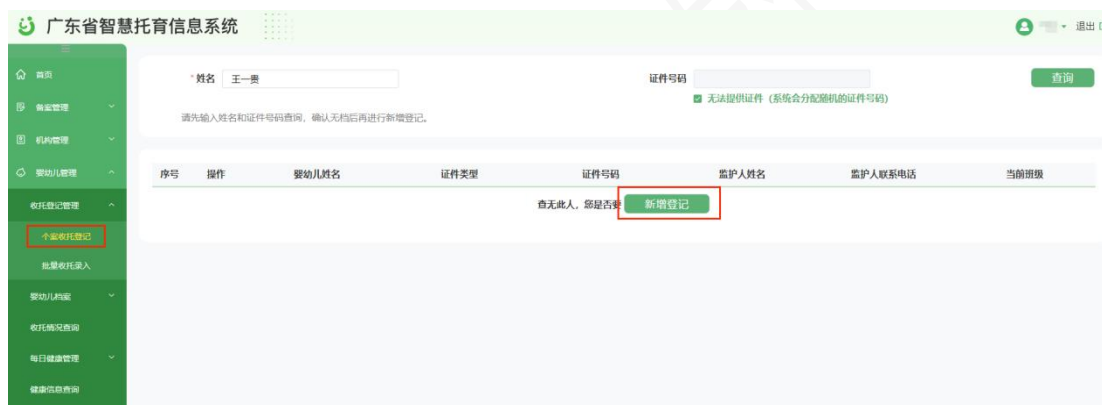 广东省智慧托育信息系统
退出
首页
*姓名 王一贵 证件号码 查询
无法提供证件（系统会分配随机的证件号码）
备案管理
请先输入姓名和证件号码查询，确认无档后再进行新增登记。
机构管理
婴幼儿管理
序号 操作 婴幼儿姓名 证件类型 证件号码 监护人姓名 监护人联系电话 当前班级
收托登记管理
查无此人，您是否要 新增登记
个案收托登记
批量收托录入
婴幼儿档案
收托情况查询
每日健康管理
健康信息查询